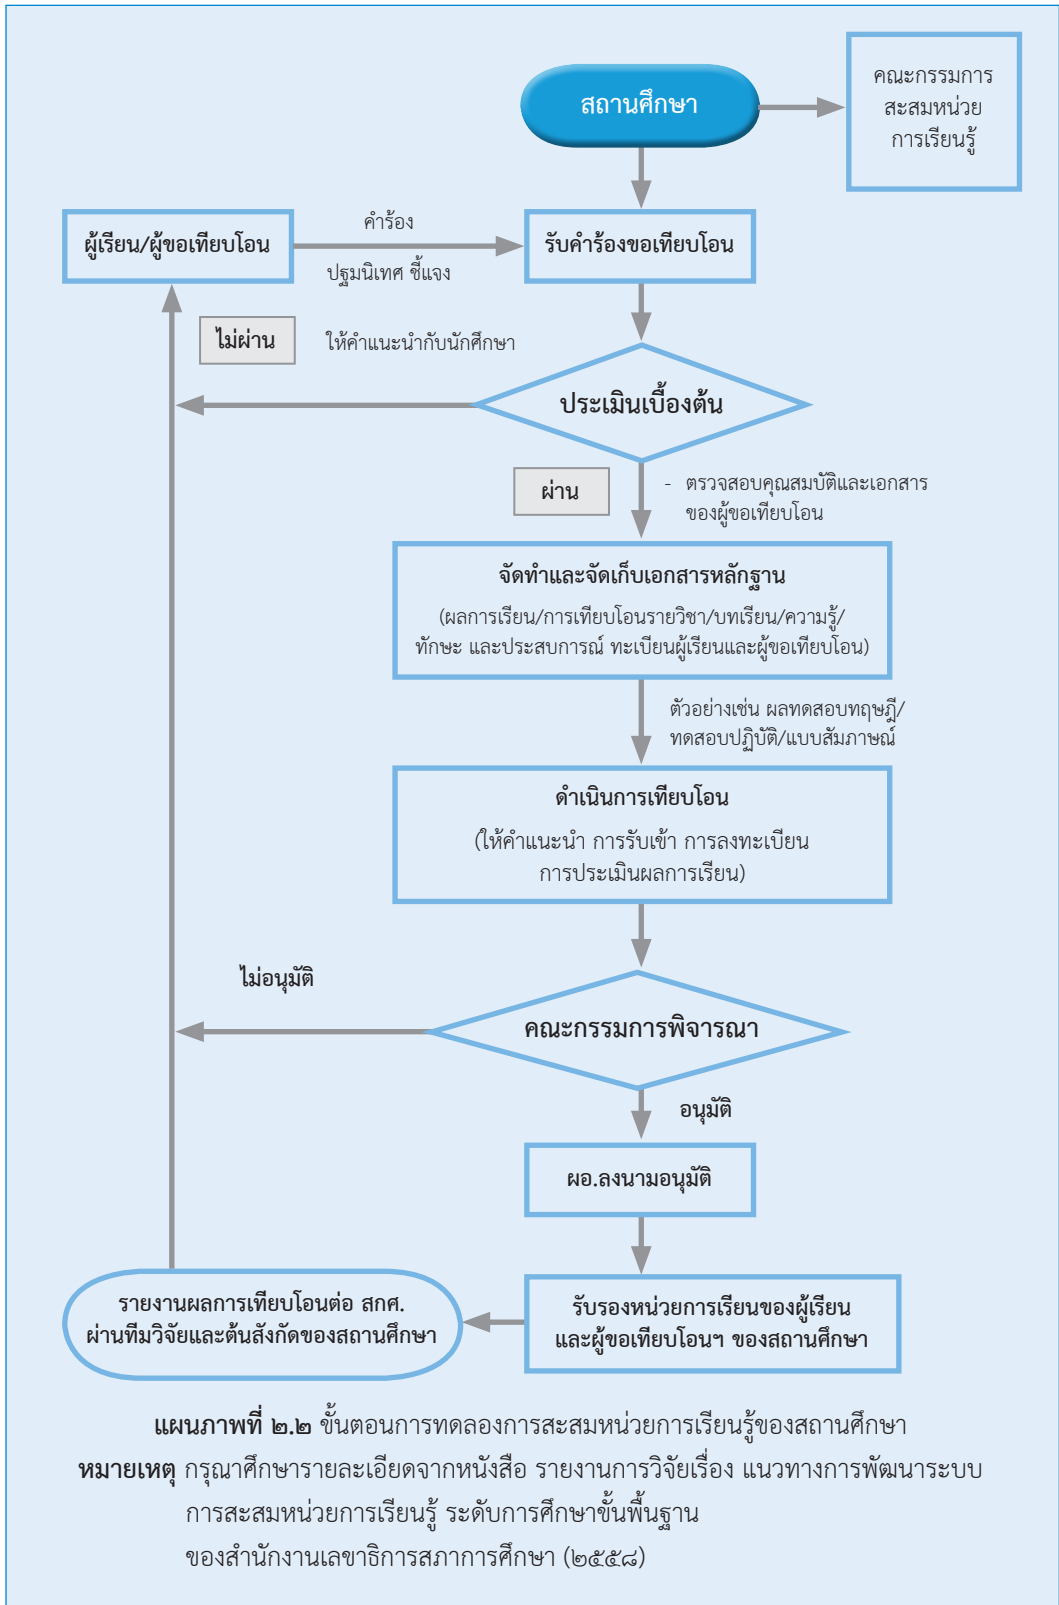 สถานศึกษา
คณะกรรมการ
สะสมหน่วย
การเรียนรู้
ผู้เรียน/ผู้ขอเทียบโอน
คำร้อง
ปฐมนิเทศ ชี้แจง
รับคำร้องขอเทียบโอน
ไม่ผ่าน
ให้คำแนะนำกับนักศึกษา
ประเมินเบื้องต้น
ผ่าน
- ตรวจสอบคุณสมบัติและเอกสาร
ของผู้ขอเทียบโอน
จัดทำและจัดเก็บเอกสารหลักฐาน
(ผลการเรียน/การเทียบโอนรายวิชา/บทเรียน/ความรู้/
ทักษะ และประสบการณ์ ทะเบียนผู้เรียนและผู้ขอเทียบโอน)
ตัวอย่างเช่น ผลทดสอบทฤษฎี/
ทดสอบปฏิบัติ/แบบสัมภาษณ์
ดำเนินการเทียบโอน
(ให้คำแนะนำ การรับเข้า การลงทะเบียน
การประเมินผลการเรียน)
ไม่อนุมัติ
คณะกรรมการพิจารณา
อนุมัติ
ผอ.ลงนามอนุมัติ
รับรองหน่วยการเรียนของผู้เรียน
และผู้ขอเทียบโอนฯ ของสถานศึกษา
รายงานผลการเทียบโอนต่อ สกศ.
ผ่านทีมวิจัยและต้นสังกัดของสถานศึกษา
แผนภาพที่ ๒.๒ ขั้นตอนการทดลองการสะสมหน่วยการเรียนรู้ของสถานศึกษา
หมายเหตุ กรุณาศึกษารายละเอียดจากหนังสือ รายงานการวิจัยเรื่อง แนวทางการพัฒนาระบบ
การสะสมหน่วยการเรียนรู้ ระดับการศึกษาขั้นพื้นฐาน
ของสำนักงานเลขาธิการสภาการศึกษา (๒๕๕๘)